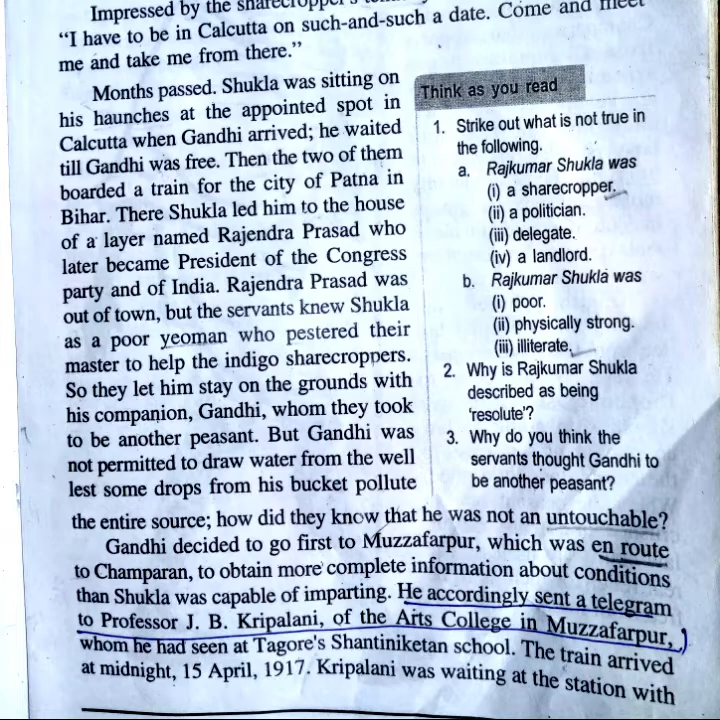 Impressed by the sharecropper's
"I have to be in Calcutta on such-and-such a date. Come and meet
me and take me from there."
Months passed. Shukla was sitting on
his haunches at the appointed spot in
Calcutta when Gandhi arrived; he waited
till Gandhi was free. Then the two of them
boarded a train for the city of Patna in
Bihar. There Shukla led him to the house
of a layer named Rajendra Prasad who
later became President of the Congress
party and of India. Rajendra Prasad was
out of town, but the servants knew Shukla
as a poor yeoman who pestered their
master to help the indigo sharecroppers.
So they let him stay on the grounds with
his companion, Gandhi, whom they took
to be another peasant. But Gandhi was
not permitted to draw water from the well
lest some drops from his bucket pollute
Think as you read
1. Strike out what is not true in
the following.
a. Rajkumar Shukla was
(i) a sharecropper.
(ii) a politician.
(iii) delegate.
(iv) a landlord.
b. Rajkumar Shukla was
(i) poor.
(ii) physically strong.
(iii) illiterate.
2. Why is Rajkumar Shukla
described as being
'resolute'?
3. Why do you think the
servants thought Gandhi to
be another peasant?
the entire source; how did they know that he was not an untouchable?
Gandhi decided to go first to Muzzafarpur, which was en route
to Champaran, to obtain more complete information about conditions
than Shukla was capable of imparting. He accordingly sent a telegram
to Professor J. B. Kripalani, of the Arts College in Muzzafarpur,
whom he had seen at Tagore's Shantiniketan school. The train arrived
at midnight, 15 April, 1917. Kripalani was waiting at the station with